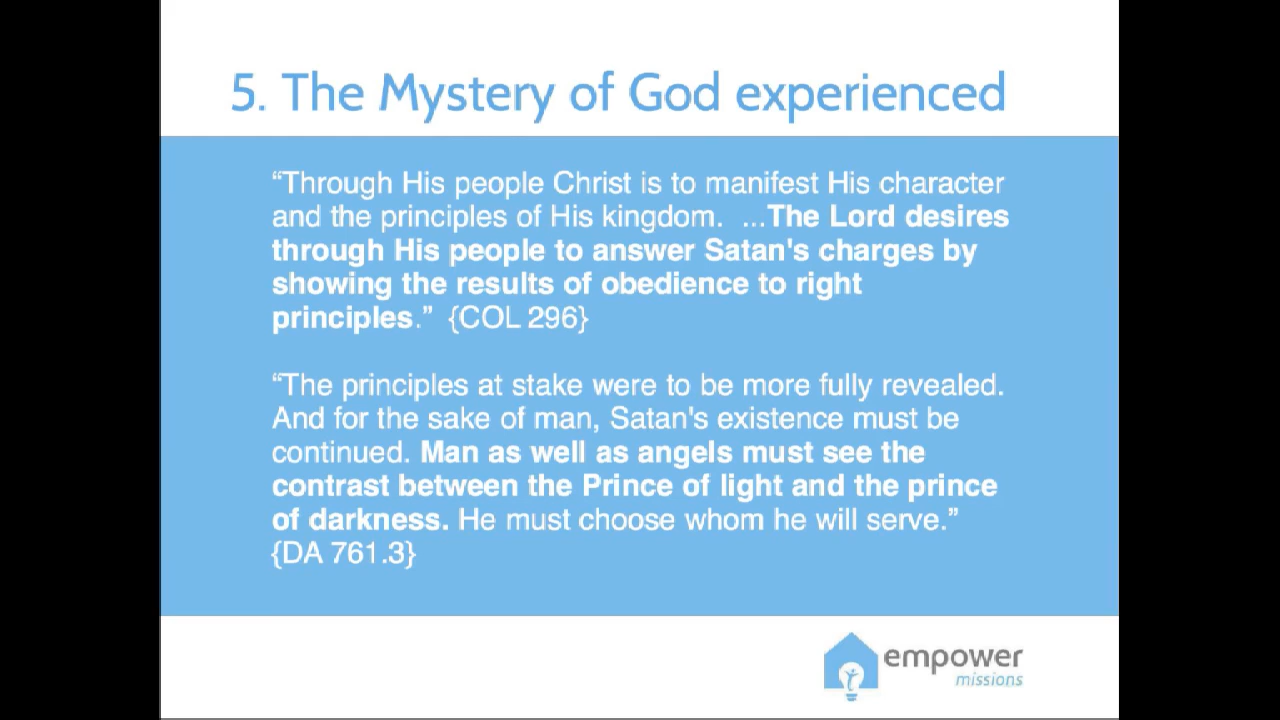 5. The Mystery of God experienced
“Through His people Christ is to manifest His character
and the principles of His kingdom.  ...The Lord desires
through His people to answer Satan's charges by
showing the results of obedience to right
principles.”  {COL 296}
“The principles at stake were to be more fully revealed.
And for the sake of man, Satan's existence must be
continued. Man as well as angels must see the
contrast between the Prince of light and the prince
of darkness. He must choose whom he will serve.”
{DA 761.3}
empower
missions